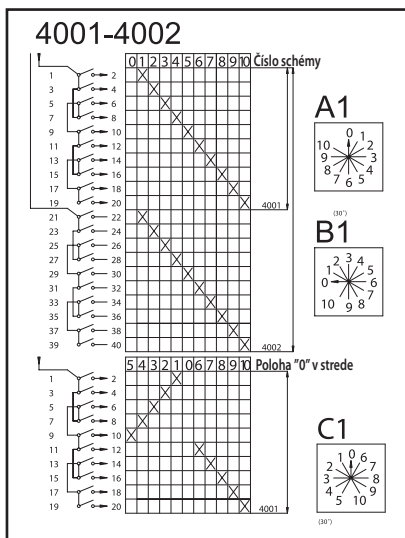 4001-4002
0 1 2 3 4 5 6 7 8 9 10 Číslo schémy
1 2 X
3 4 X
5 6 X
7 8 X
9 10 X
11 12 X
13 14 X
15 16 X
17 18 X
19 20 X
4001
21 22 X
23 24 X
25 26 X
27 28 X
29 30 X
31 32 X
33 34 X
35 36 X
37 38 X
39 40 X
4002
5 4 3 2 1 0 6 7 8 9 10 Poloha "0" v strede
1 2 X
3 4 X
5 6 X
7 8 X
9 10 X
11 12 X
13 14 X
15 16 X
17 18 X
19 20 X
4001
A1
0 1 2 3 4 5 6 7 8 9 10
(30°)
B1
0 1 2 3 4 5 6 7 8 9 10
C1
5 4 3 2 1 0 6 7 8 9 10
(30°)